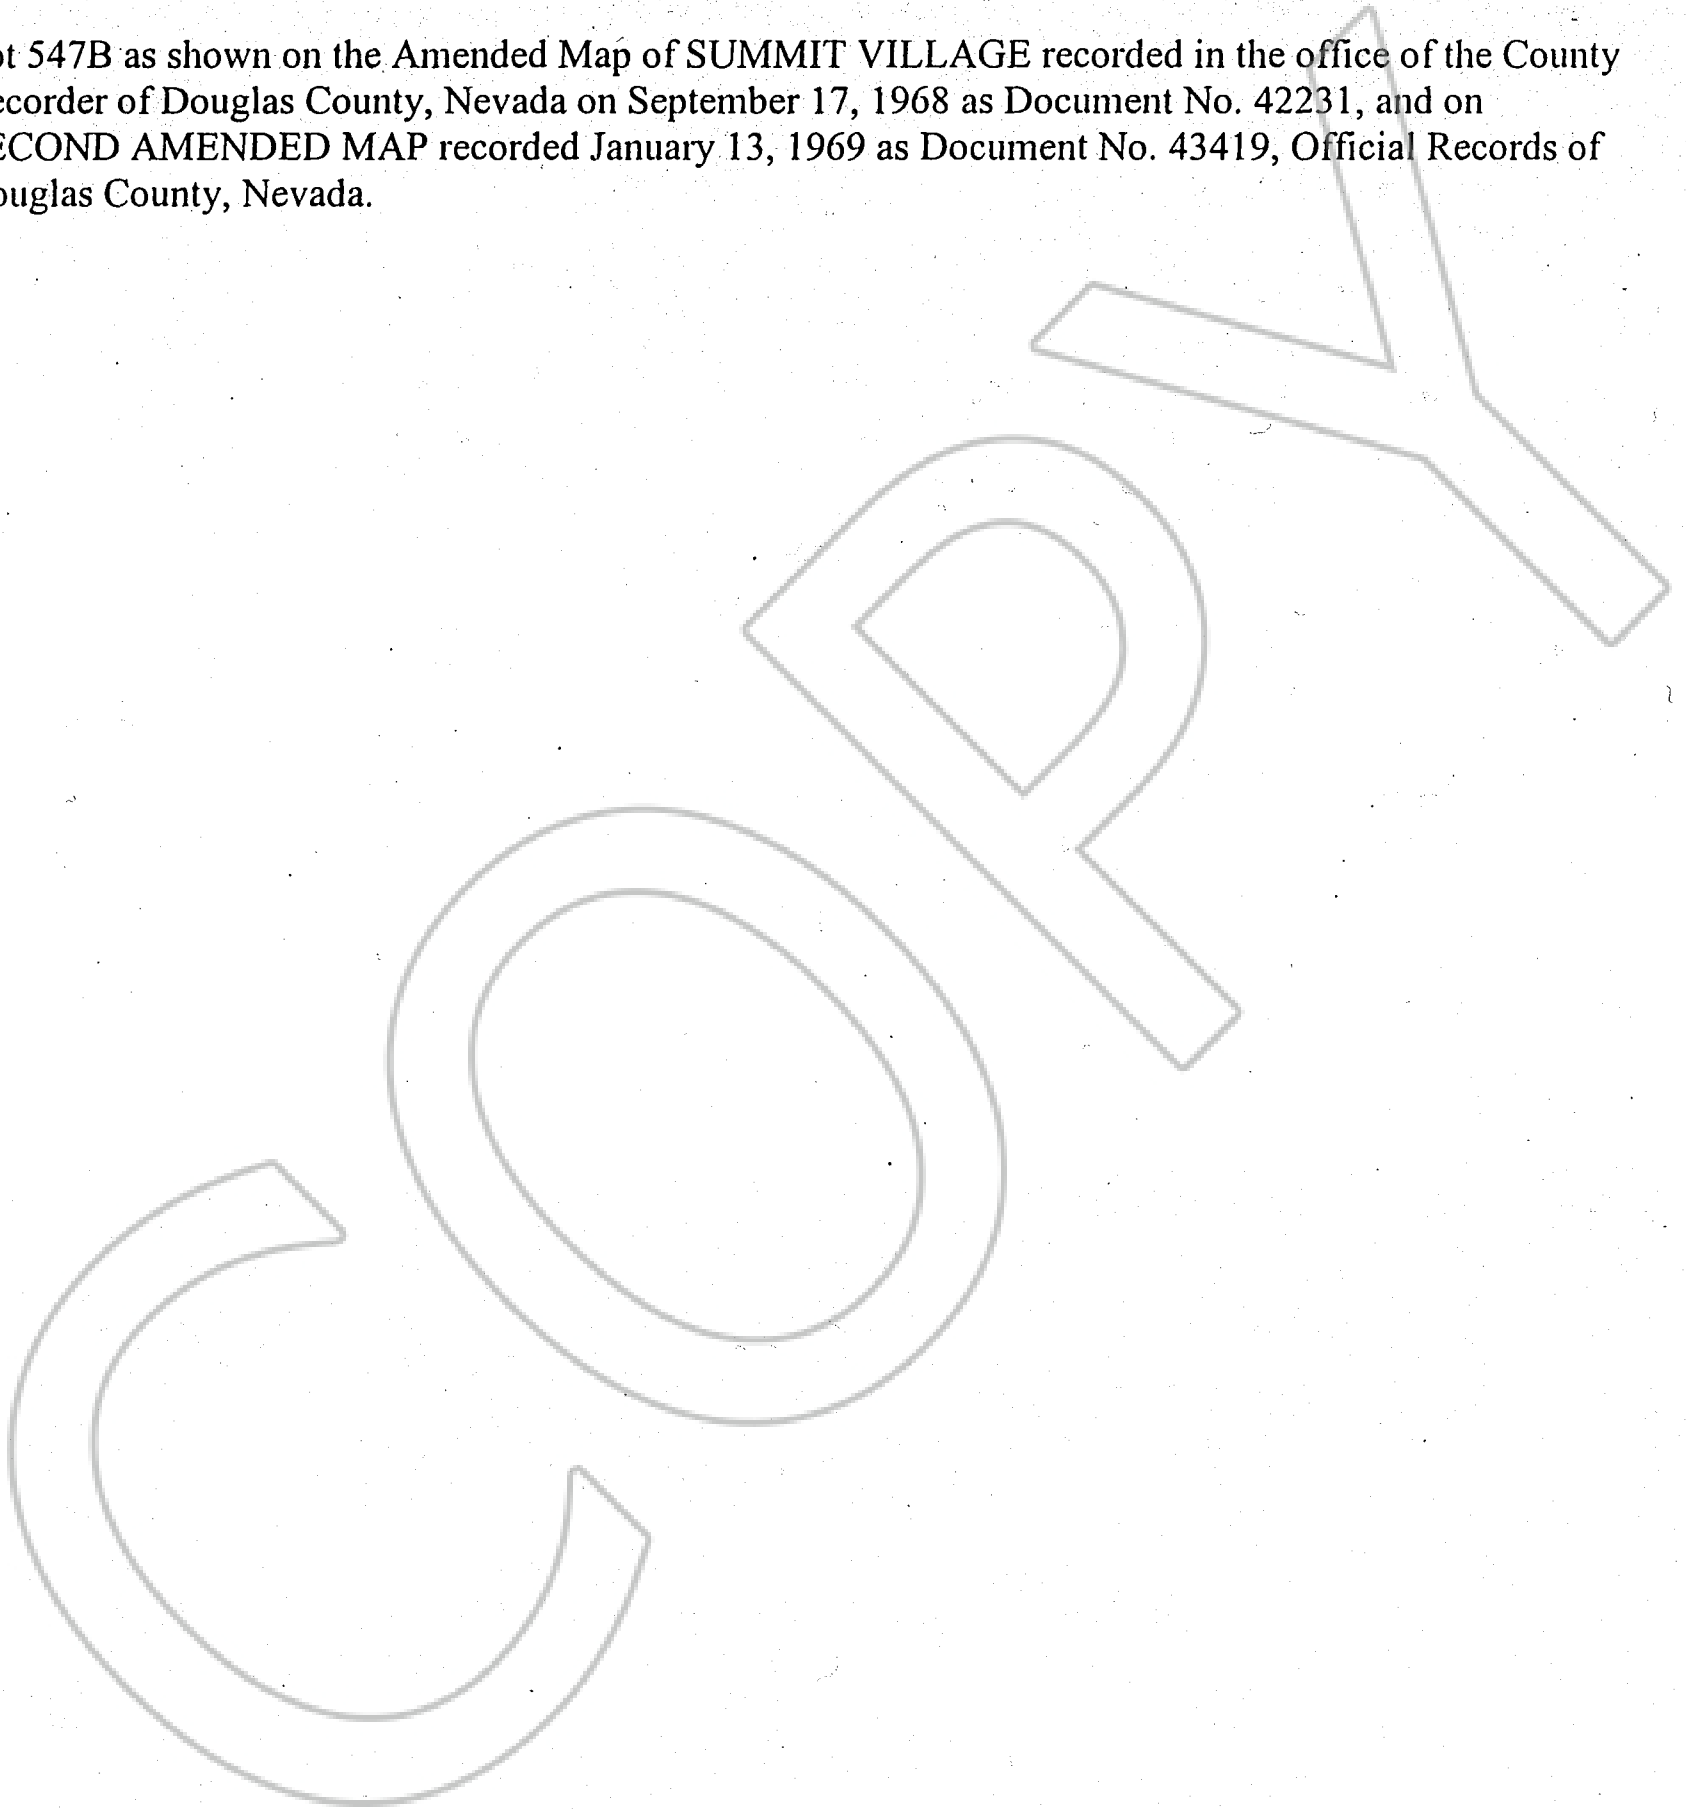 ot 547B as shown on the Amended Map of SUMMIT VILLAGE recorded in the office of the County
ecorder of Douglas County, Nevada on September 17, 1968 as Document No. 42231, and on
ECOND AMENDED MAP recorded January 13, 1969 as Document No. 43419, Official Records of
ouglas County, Nevada.
COPY